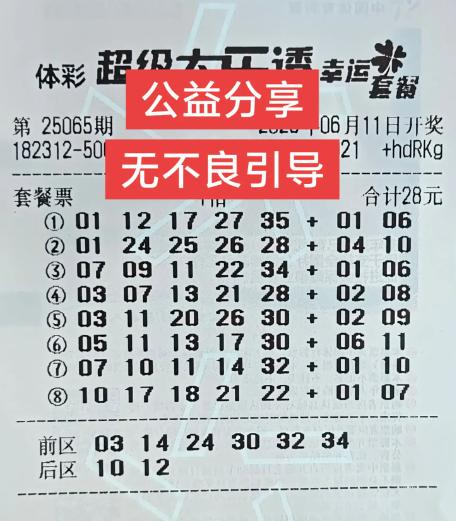 体彩 超级大乐透 幸运套餐
公益分享
第 25065期 年06月11日开奖
182312-500 21 +hdRKg
无不良引导
套餐票 合计28元
① 01 12 17 27 35 + 01 06
② 01 24 25 26 28 + 04 10
③ 07 09 11 22 34 + 01 06
④ 03 07 13 21 28 + 02 08
⑤ 03 11 20 26 30 + 02 09
⑥ 05 11 13 17 30 + 06 11
⑦ 07 10 11 14 32 + 01 10
⑧ 10 17 18 21 22 + 01 07
前区 03 14 24 30 32 34
后区 10 12